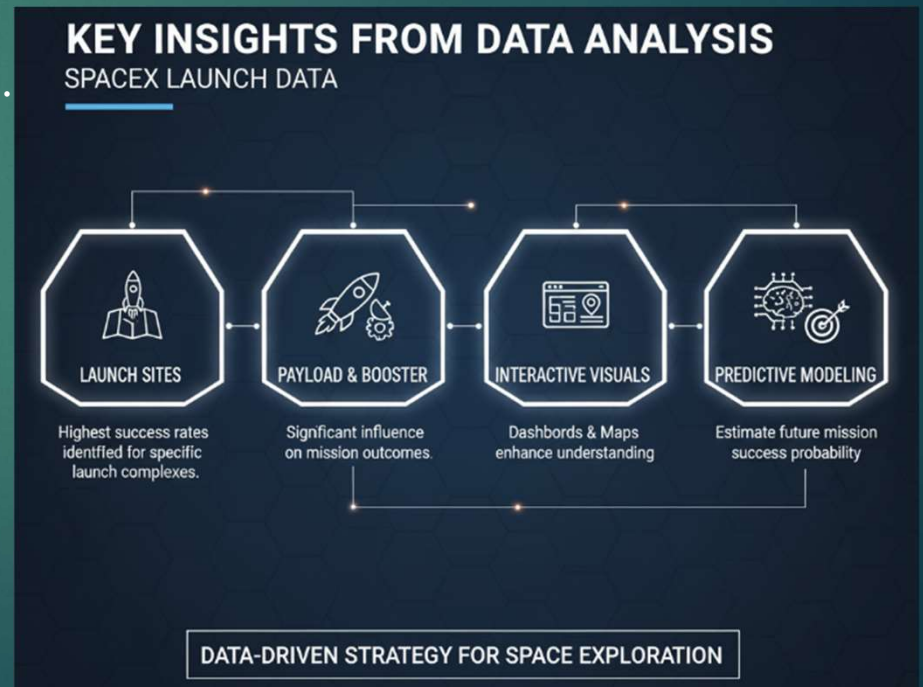 KEY INSIGHTS FROM DATA ANALYSIS
SPACEX LAUNCH DATA
LAUNCH SITES
Highest success rates
identfled for specific
launch complexes.
PAYLOAD & BOOSTER
Signficant influence
on mission outcomes.
INTERACTIVE VISUALS
Dashbords & Maps
enhance understanding
PREDICTIVE MODELING
Estimate future mission
success probability
DATA-DRIVEN STRATEGY FOR SPACE EXPLORATION